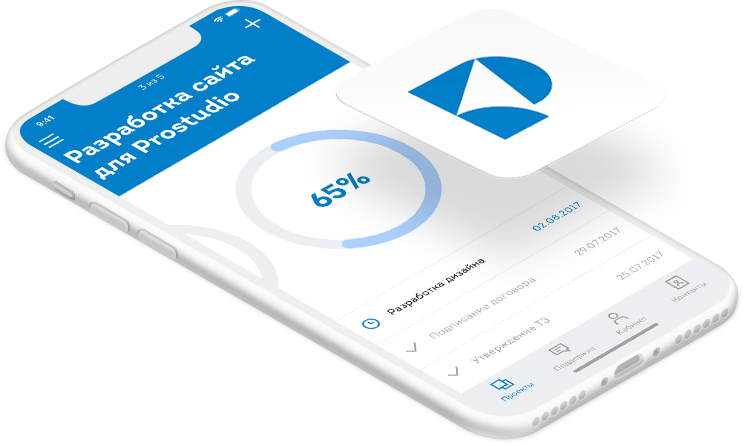 9:41
3 из 5
Разработка сайта
для Prostudio
65%
Разработка дизайна 02.08.2017
Подписание договора 29.07.2017
Утверждение ТЗ 25.07.2017
Проекты Поддержка Кабинет Контакты